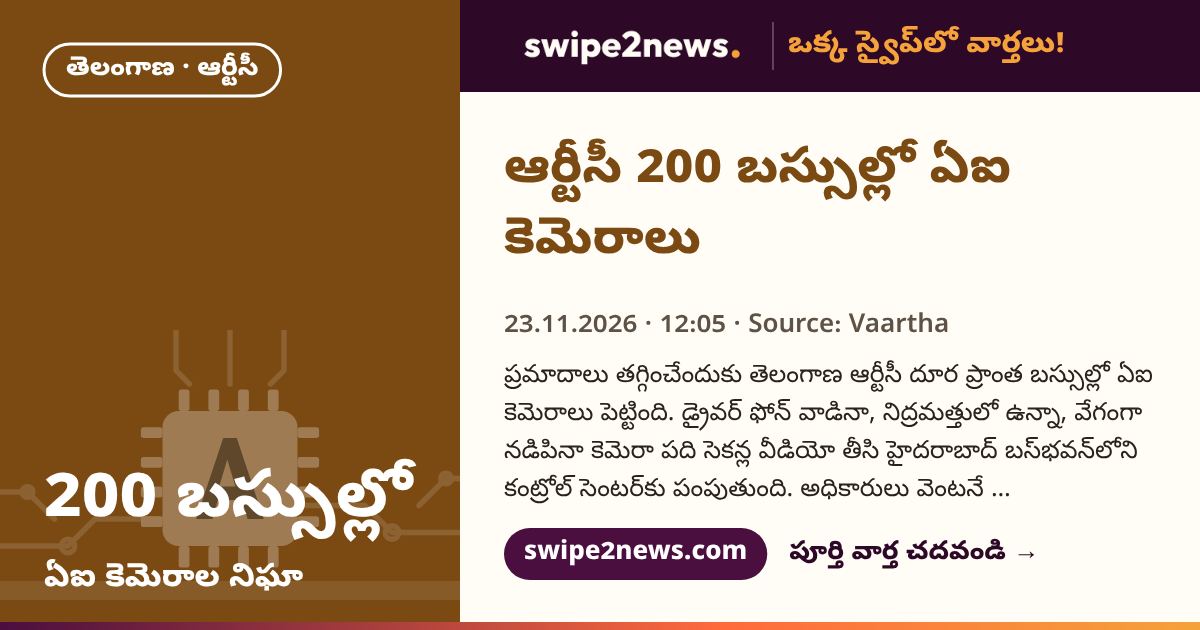 తెలంగాణ · ఆర్టీసీ
A
200 బస్సుల్లో
ఏఐ కెమెరాల నిఘా
swipe2news.
ఒక్క స్వైప్‌లో వార్తలు!
ఆర్టీసీ 200 బస్సుల్లో ఏఐ
కెమెరాలు
23.11.2026 · 12:05 · Source: Vaartha
ప్రమాదాలు తగ్గించేందుకు తెలంగాణ ఆర్టీసీ దూర ప్రాంత బస్సుల్లో ఏఐ
కెమెరాలు పెట్టింది. డ్రైవర్ ఫోన్ వాడినా, నిద్రమత్తులో ఉన్నా, వేగంగా
నడిపినా కెమెరా పది సెకన్ల వీడియో తీసి హైదరాబాద్ బస్‌భవన్‌లోని
కంట్రోల్ సెంటర్‌కు పంపుతుంది. అధికారులు వెంటనే ...
swipe2news.com
పూర్తి వార్త చదవండి →